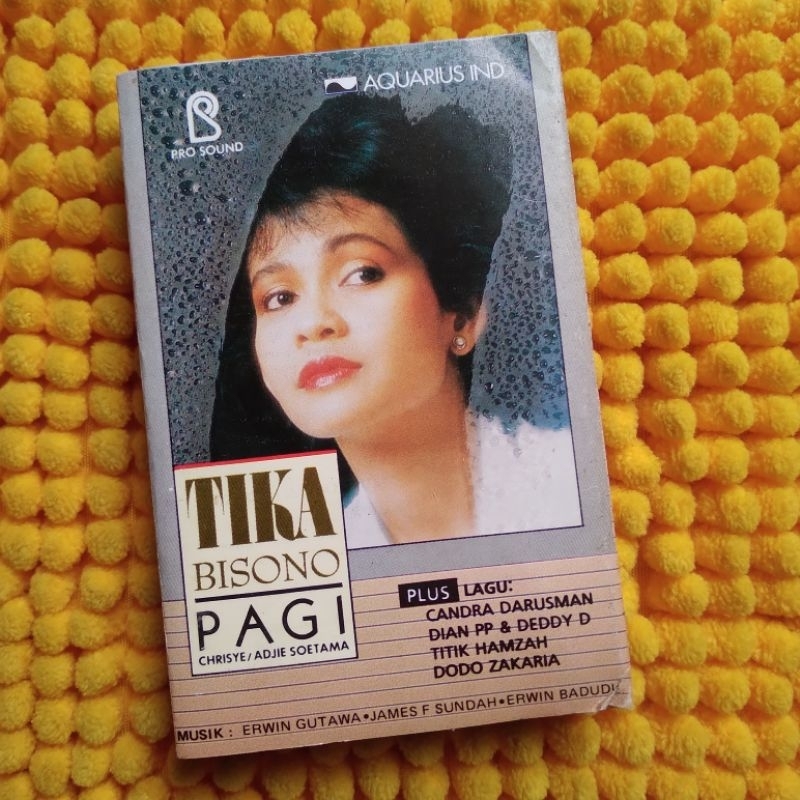 PRO SOUND
AQUARIUS IND
TIKA
BISONO
PAGI
CHRISYE/ADJIE SOETAMA
PLUS LAGU:
CANDRA DARUSMAN
DIAN PP & DEDDY D
TITIK HAMZAH
DODO ZAKARIA
MUSIK : ERWIN GUTAWA•JAMES F SUNDAH•ERWIN BADUDU